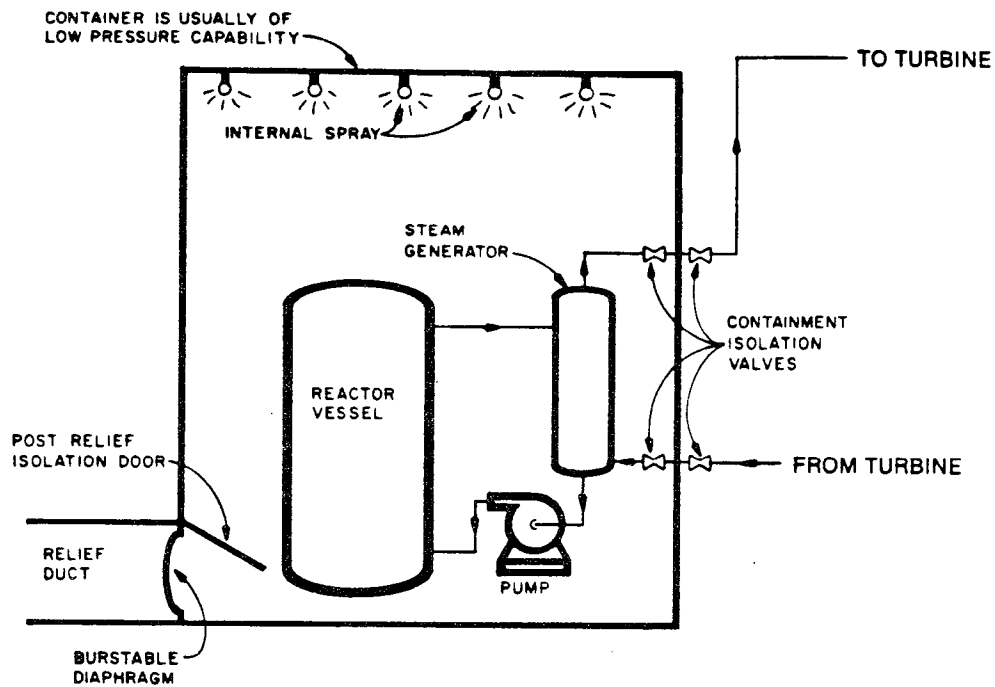 CONTAINER IS USUALLY OF
LOW PRESSURE CAPABILITY
TO TURBINE
INTERNAL SPRAY
STEAM
GENERATOR
CONTAINMENT
ISOLATION
VALVES
REACTOR
VESSEL
POST RELIEF
ISOLATION DOOR
FROM TURBINE
RELIEF
DUCT
PUMP
BURSTABLE
DIAPHRAGM